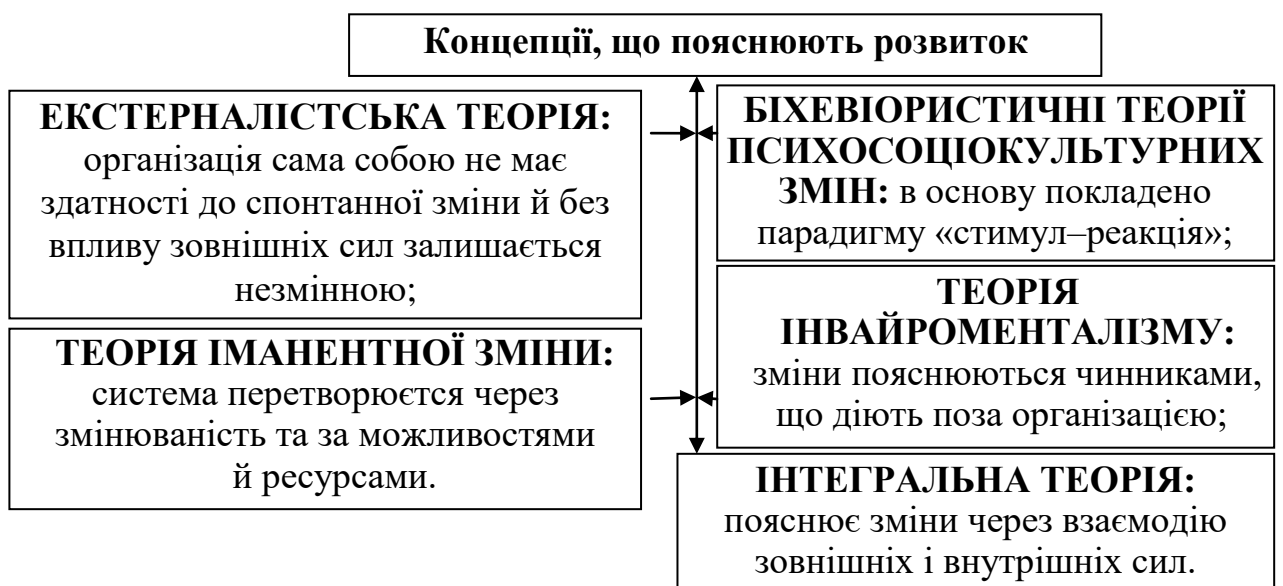 Концепції, що пояснюють розвиток
ЕКСТЕРНАЛІСТСЬКА ТЕОРІЯ:
організація сама собою не має
здатності до спонтанної зміни й без
впливу зовнішніх сил залишається
незмінною;
БІХЕВІОРИСТИЧНІ ТЕОРІЇ
ПСИХОСОЦІОКУЛЬТУРНИХ
ЗМІН: в основу покладено
парадигму «стимул–реакція»;
ТЕОРІЯ ІМАНЕНТНОЇ ЗМІНИ:
система перетворюєтся через
змінюваність та за можливостями
й ресурсами.
ТЕОРІЯ
ІНВАЙРОМЕНТАЛІЗМУ:
зміни пояснюються чинниками,
що діють поза організацією;
ІНТЕГРАЛЬНА ТЕОРІЯ:
пояснює зміни через взаємодію
зовнішніх і внутрішніх сил.